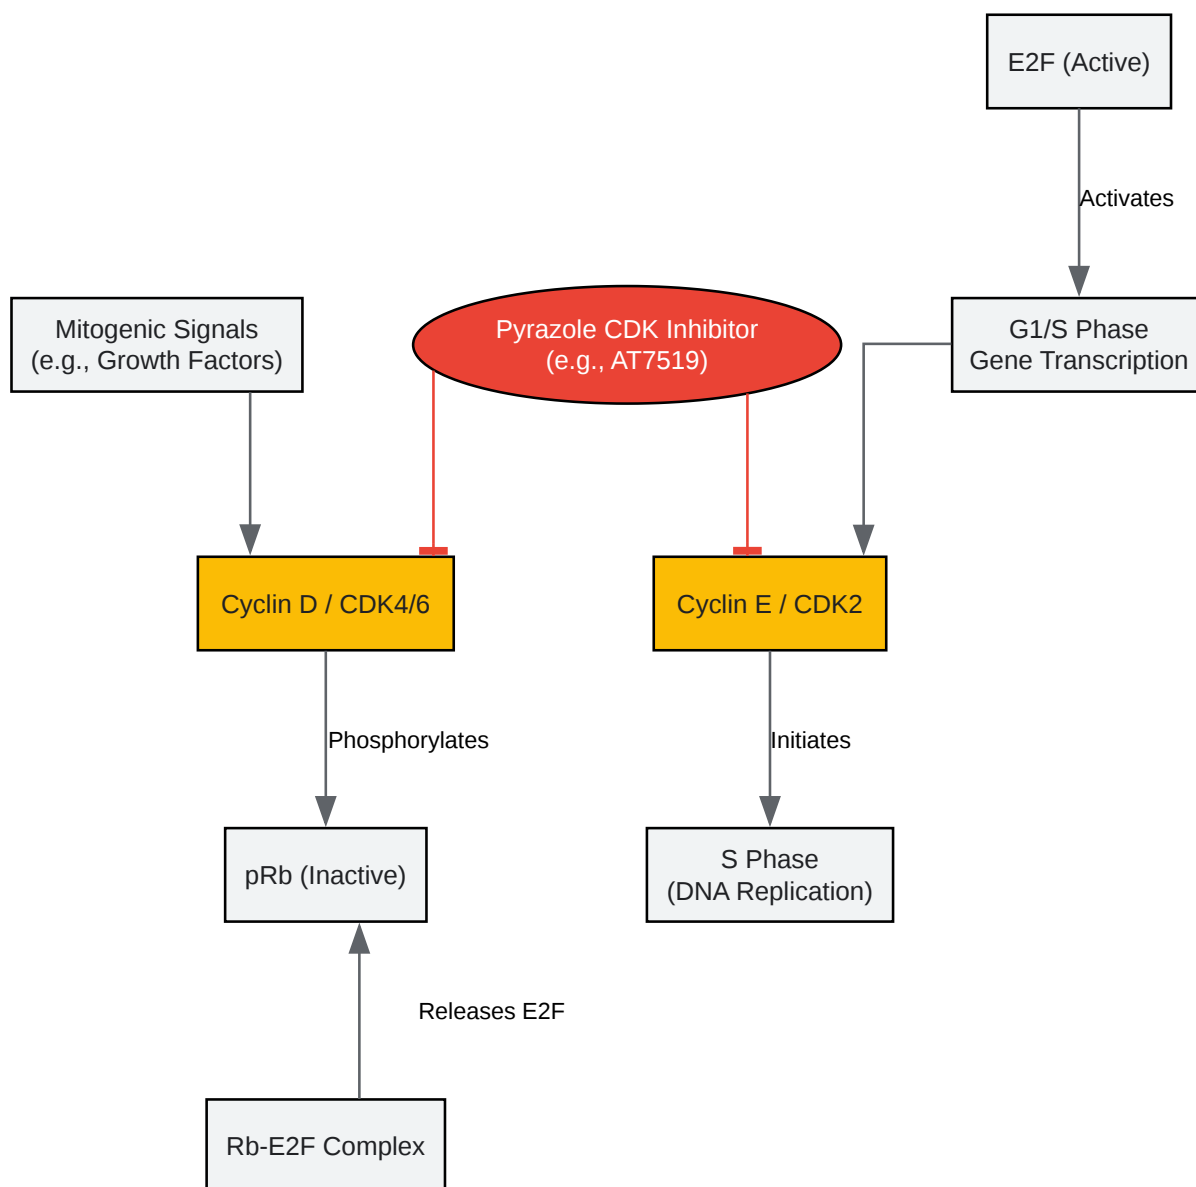 E2F (Active)
Activates
Mitogenic Signals
(e.g., Growth Factors)
Pyrazole CDK Inhibitor
(e.g., AT7519)
G1/S Phase
Gene Transcription
Cyclin D / CDK4/6
Cyclin E / CDK2
Phosphorylates
Initiates
pRb (Inactive)
S Phase
(DNA Replication)
Releases E2F
Rb-E2F Complex